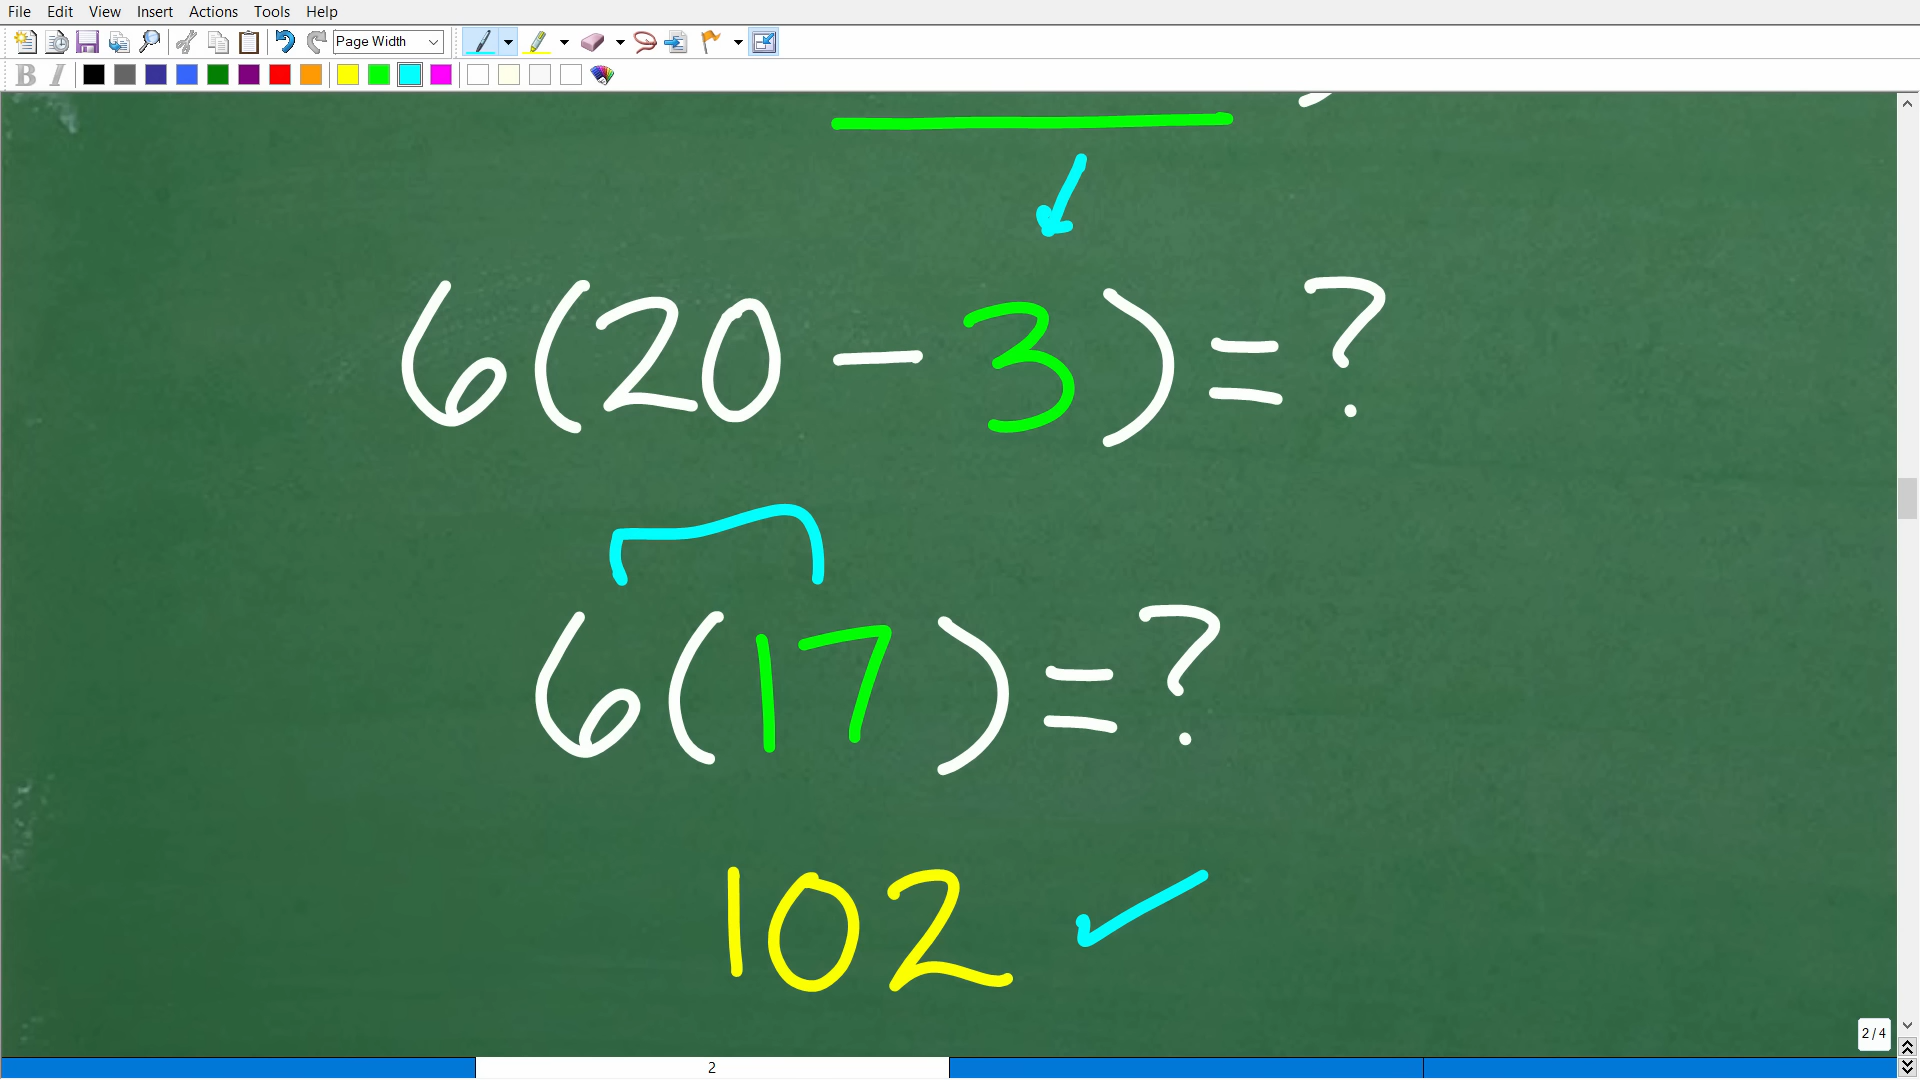 File Edit View Insert Actions Tools Help
Page Width
B I
6(20-3)=?
6(17)=?
102 ✓
2 / 4
2